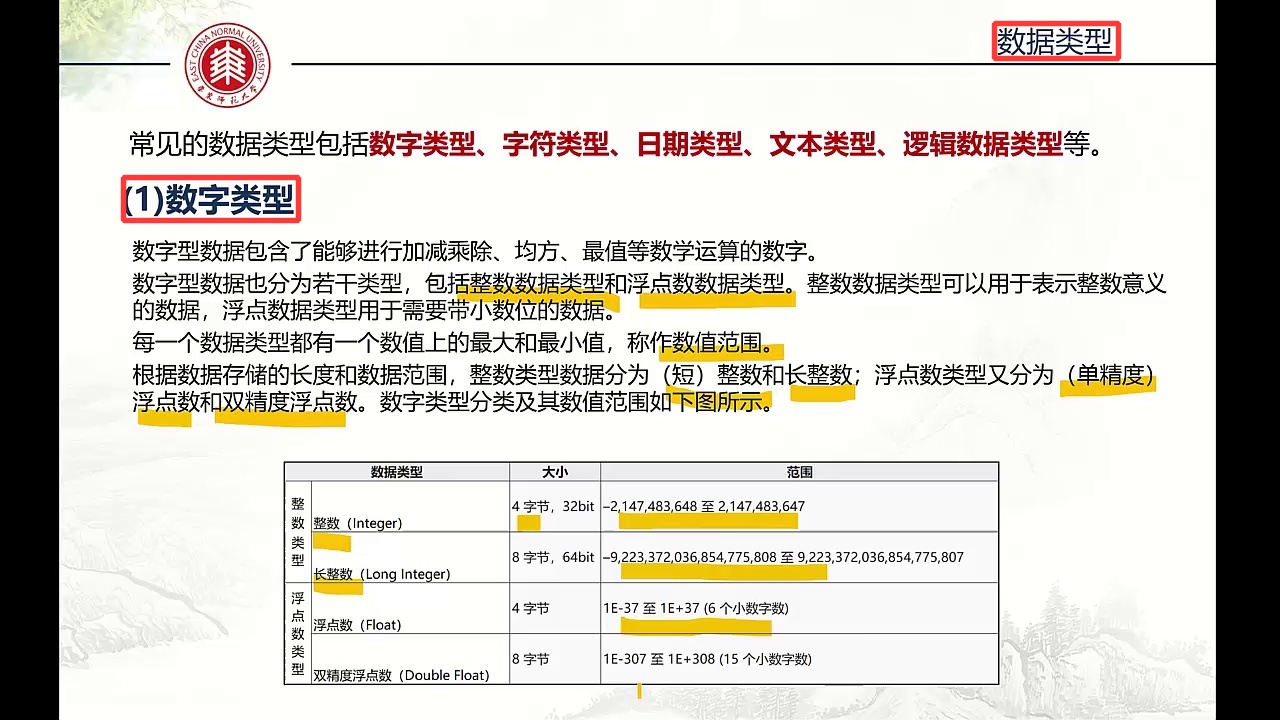 数据类型
EAST CHINA NORMAL UNIVERSITY
华东师范大学
常见的数据类型包括数字类型、字符类型、日期类型、文本类型、逻辑数据类型等。
(1)数字类型
数字型数据包含了能够进行加减乘除、均方、最值等数学运算的数字。
数字型数据也分为若干类型，包括整数数据类型和浮点数数据类型。整数数据类型可以用于表示整数意义
的数据，浮点数据类型用于需要带小数位的数据。
每一个数据类型都有一个数值上的最大和最小值，称作数值范围。
根据数据存储的长度和数据范围，整数类型数据分为（短）整数和长整数；浮点数类型又分为（单精度）
浮点数和双精度浮点数。数字类型分类及其数值范围如下图所示。
数据类型 大小 范围
整数类型
整数（Integer) 4 字节，32bit –2,147,483,648 至 2,147,483,647
长整数（Long Integer) 8 字节，64bit –9,223,372,036,854,775,808 至 9,223,372,036,854,775,807
浮点数类型
浮点数（Float) 4 字节 1E-37 至 1E+37 (6 个小数字数)
双精度浮点数（Double Float) 8 字节 1E-307 至 1E+308 (15 个小数字数)